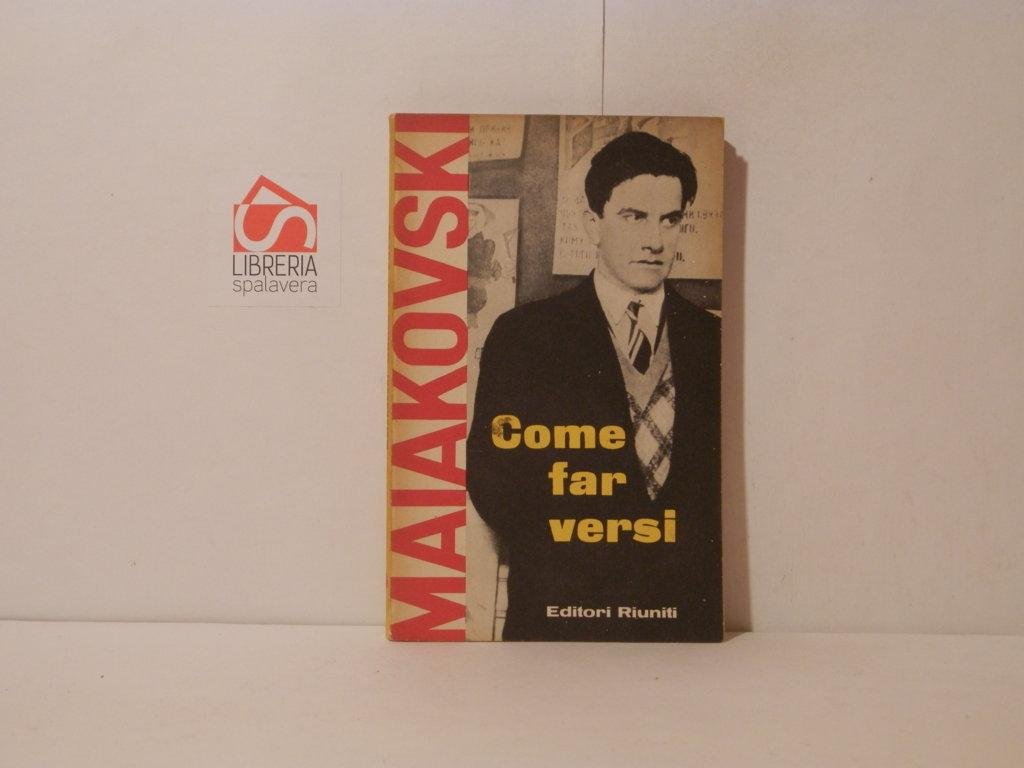 LIBRERIA
spalavera
MAIAKOVSKI
Come
far
versi
Editori Riuniti